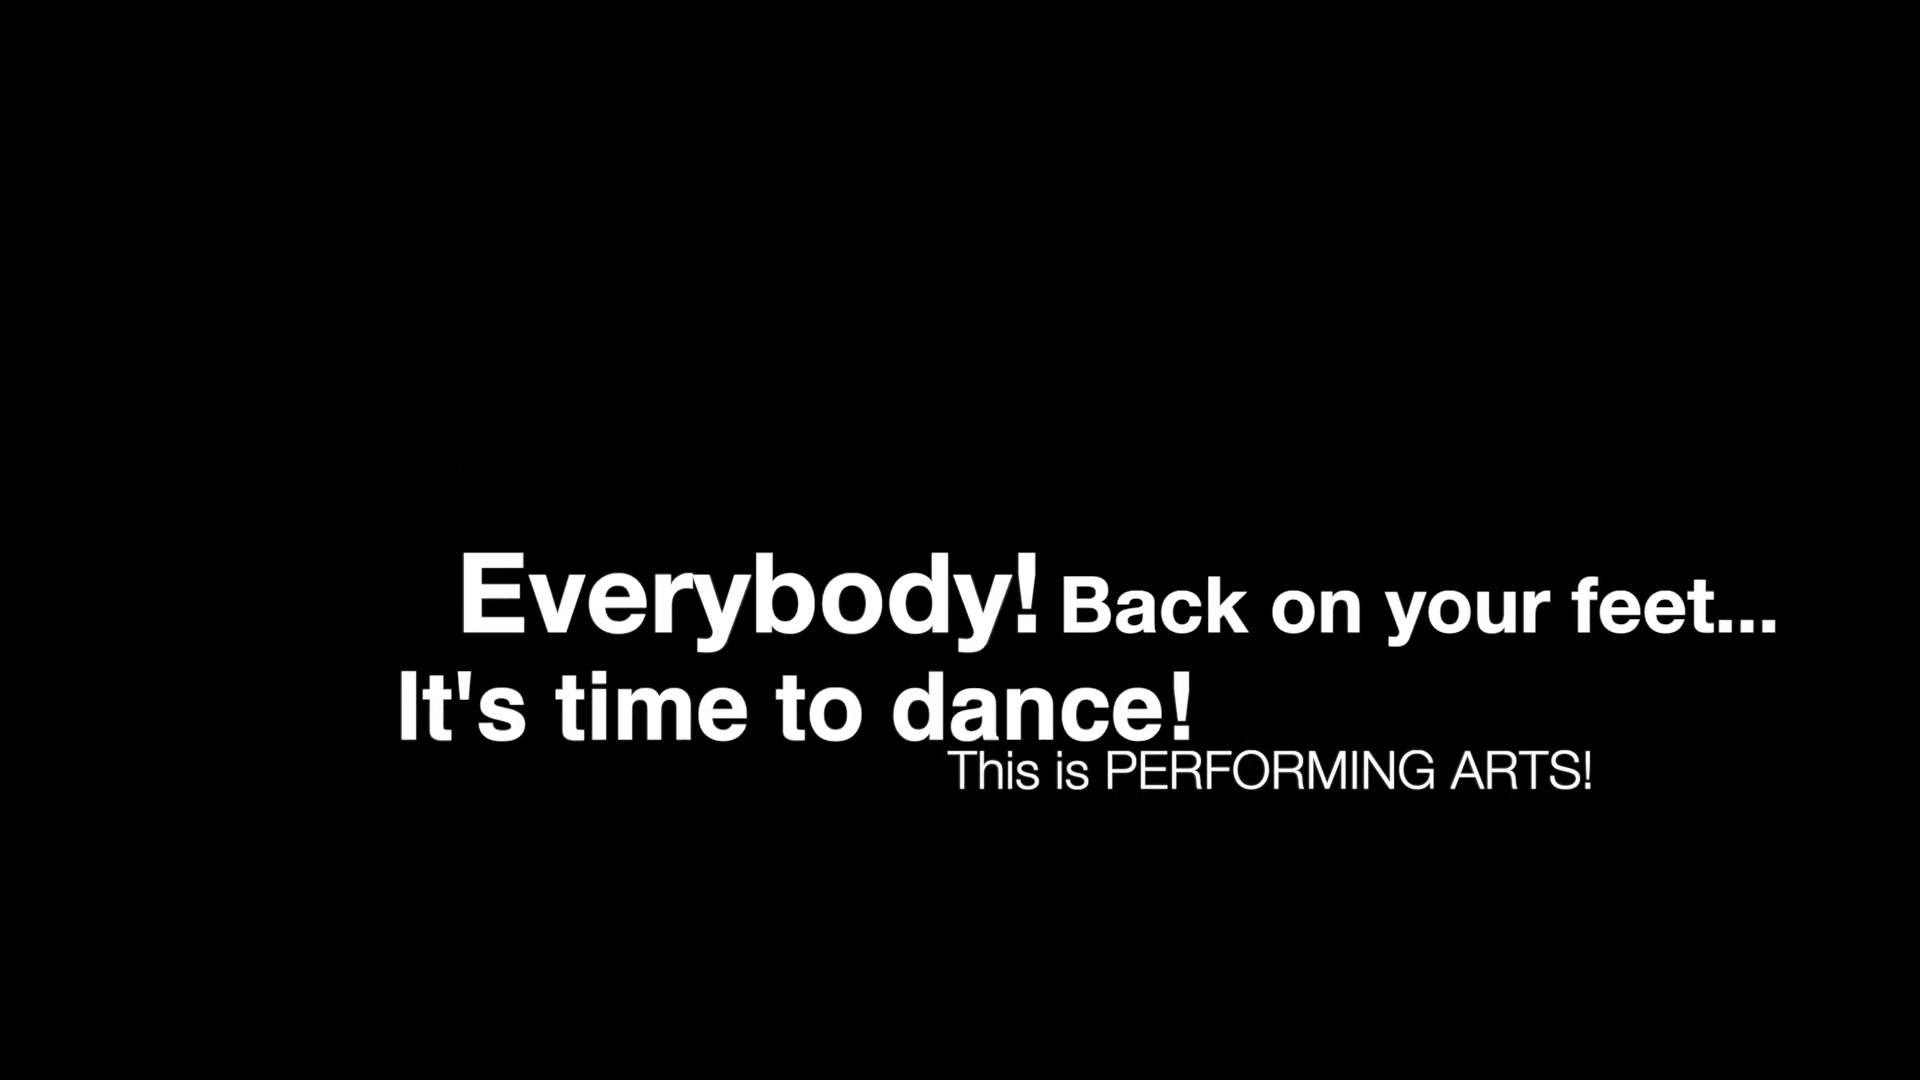 Everybody! Back on your feet...
It's time to dance!
This is PERFORMING ARTS!